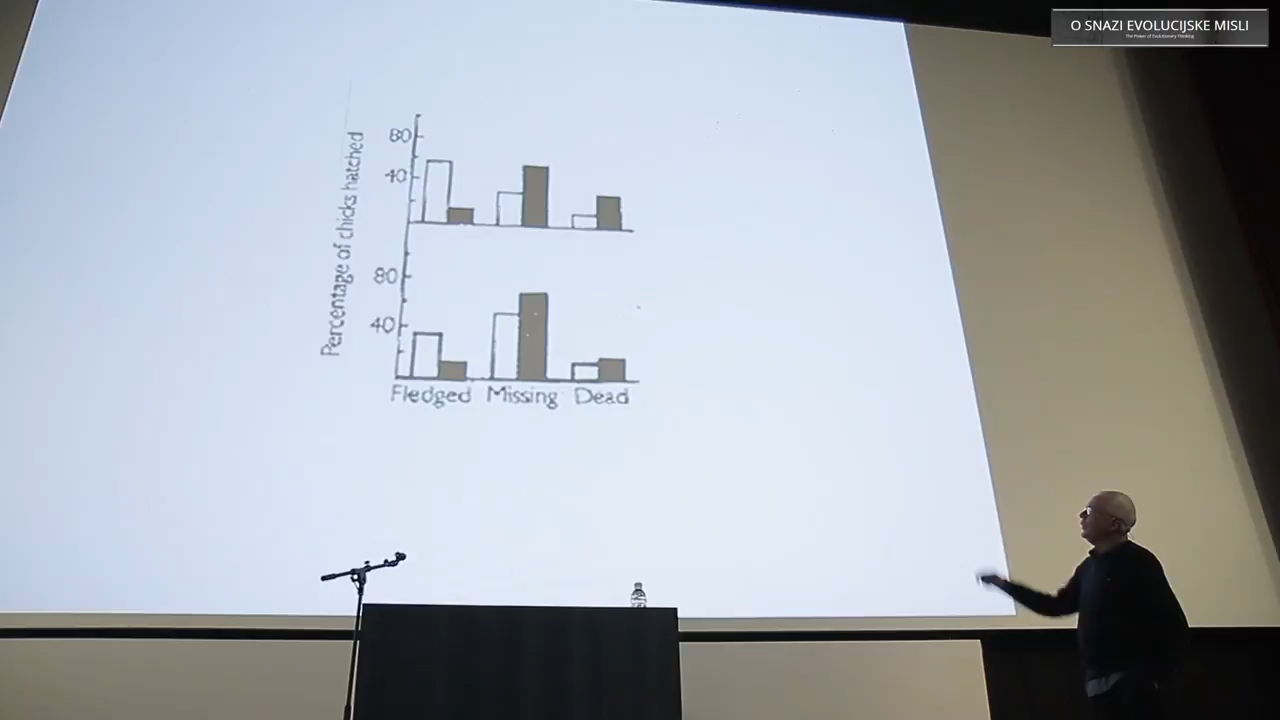 O SNAZI EVOLUCIJSKE MISLI
The Power of Evolutionary Thinking
Percentage of chicks hatched
80
40
80
40
Fledged Missing Dead